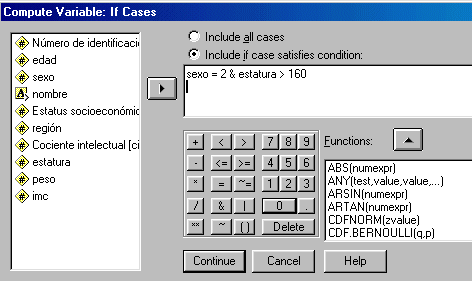 Compute Variable: If Cases
Número de identificaci
edad
sexo
nombre
Estatus socioeconómic
región
Cociente intelectual [ci
estatura
peso
imc
Include all cases
Include if case satisfies condition:
sexo = 2 & estatura > 160
+ < > 7 8 9
- <= >= 4 5 6
* = ~= 1 2 3
/ & | 0 .
** ~ () Delete
Functions:
ABS(numexpr)
ANY(test,value,value,...)
ARSIN(numexpr)
ARTAN(numexpr)
CDFNORM(zvalue)
CDF.BERNOULLI(q,p)
Continue Cancel Help